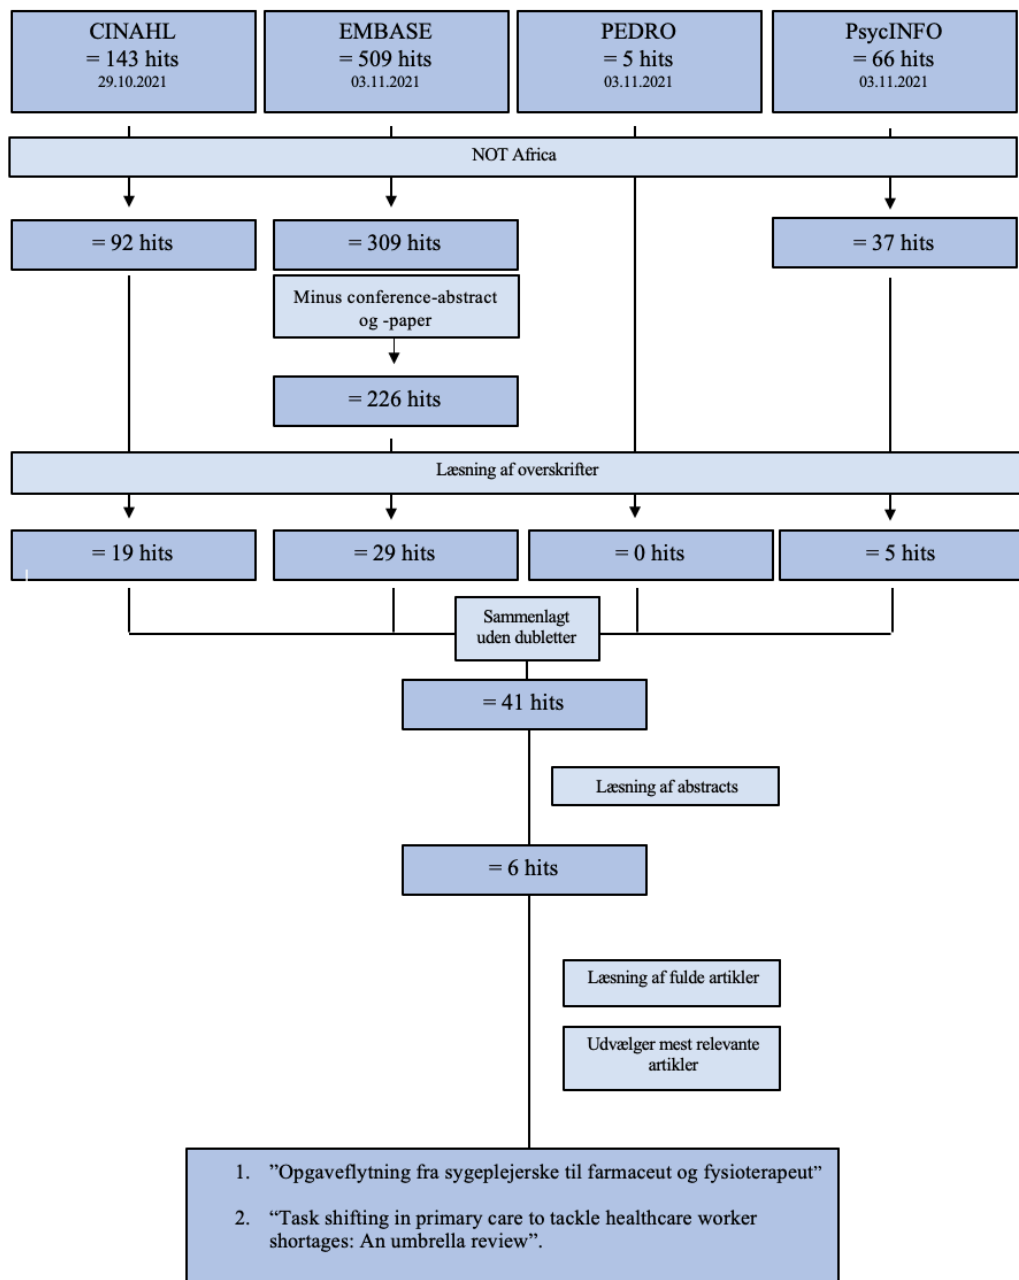 CINAHL
= 143 hits
29.10.2021
EMBASE
= 509 hits
03.11.2021
PEDRO
= 5 hits
03.11.2021
PsycINFO
= 66 hits
03.11.2021
NOT Africa
= 92 hits
= 309 hits
= 37 hits
Minus conference-abstract
og -paper
= 226 hits
Læsning af overskrifter
= 19 hits
= 29 hits
= 0 hits
= 5 hits
Sammenlagt
uden dubletter
= 41 hits
Læsning af abstracts
= 6 hits
Læsning af fulde artikler
Udvælger mest relevante
artikler
1. ”Opgaveflytning fra sygeplejerske til farmaceut og fysioterapeut”
2. “Task shifting in primary care to tackle healthcare worker
shortages: An umbrella review”.